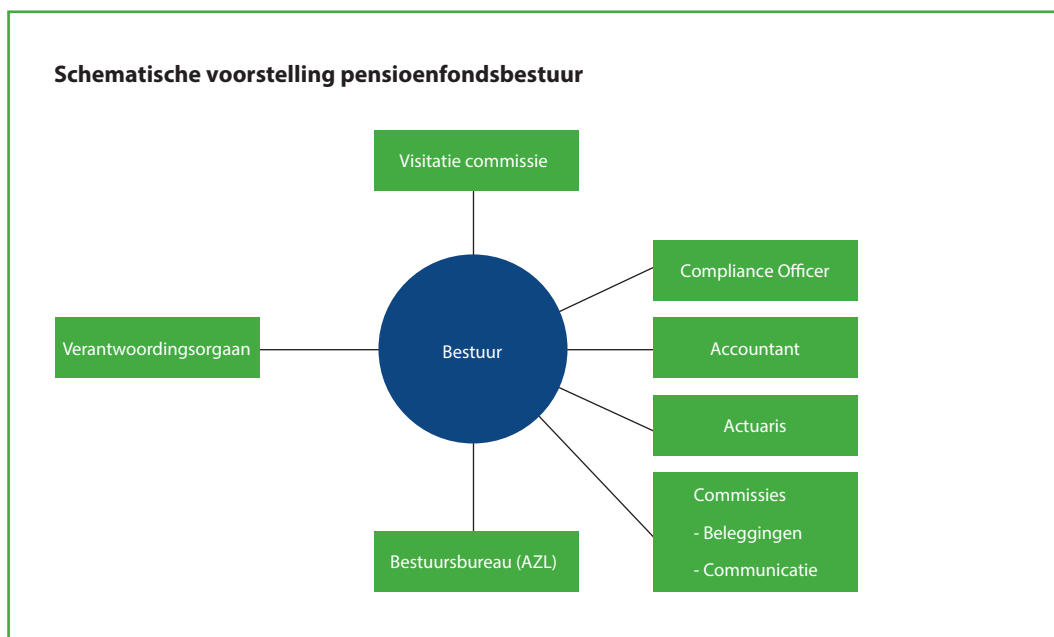 Schematische voorstelling pensioenfondsbestuur
Visitatie commissie
Compliance Officer
Verantwoordingsorgaan
Bestuur
Accountant
Actuaris
Commissies
- Beleggingen
- Communicatie
Bestuursbureau (AZL)